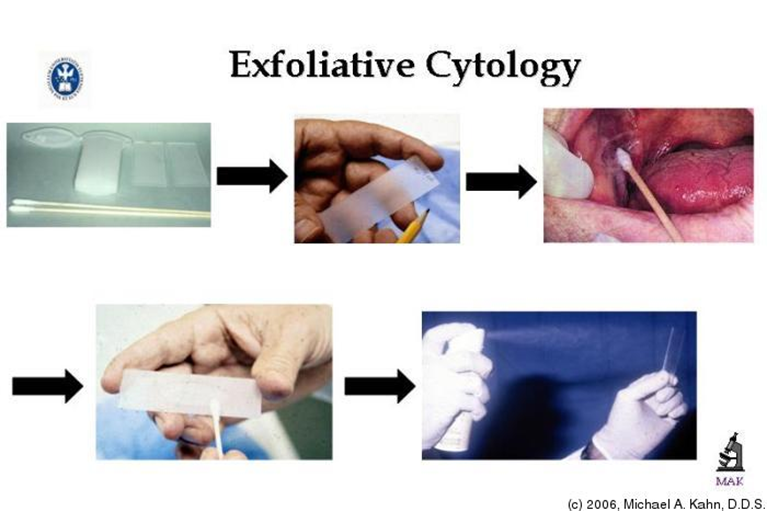 Exfoliative Cytology
MAK
(c) 2006, Michael A. Kahn, D.D.S.